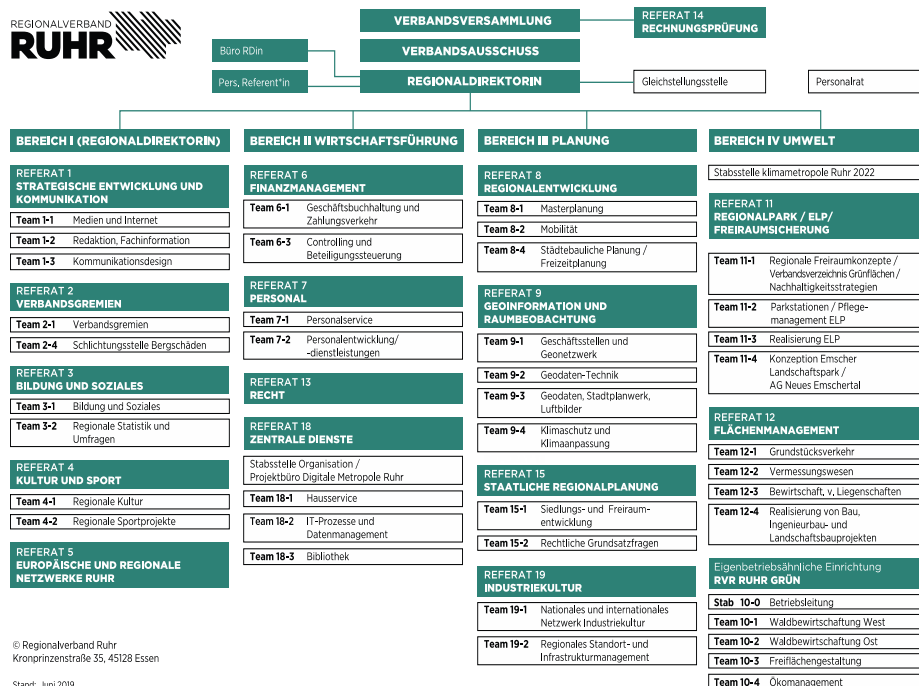 REGIONALVERBAND
RUHR
VERBANDSVERSAMMLUNG
REFERAT 14
RECHNUNGSPRÜFUNG
VERBANDSAUSSCHUSS
Büro RDin
REGIONALDIREKTORIN
Pers, Referent*in
Gleichstellungsstelle
Personalrat
BEREICH I (REGIONALDIREKTORIN)
REFERAT 1
STRATEGISCHE ENTWICKLUNG UND
KOMMUNIKATION
Team 1-1 Medien und Internet
Team 1-2 Redaktion, Fachinformation
Team 1-3 Kommunikationsdesign
REFERAT 2
VERBANDSGREMIEN
Team 2-1 Verbandsgremien
Team 2-4 Schlichtungsstelle Bergschäden
REFERAT 3
BILDUNG UND SOZIALES
Team 3-1 Bildung und Soziales
Team 3-2 Regionale Statistik und
Umfragen
REFERAT 4
KULTUR UND SPORT
Team 4-1 Regionale Kultur
Team 4-2 Regionale Sportprojekte
REFERAT 5
EUROPÄISCHE UND REGIONALE
NETZWERKE RUHR
BEREICH II WIRTSCHAFTSFÜHRUNG
REFERAT 6
FINANZMANAGEMENT
Team 6-1 Geschäftsbuchhaltung und
Zahlungsverkehr
Team 6-3 Controlling und
Beteiligungssteuerung
REFERAT 7
PERSONAL
Team 7-1 Personalservice
Team 7-2 Personalentwicklung/
-dienstleistungen
REFERAT 13
RECHT
REFERAT 18
ZENTRALE DIENSTE
Stabsstelle Organisation /
Projektbüro Digitale Metropole Ruhr
Team 18-1 Hausservice
Team 18-2 IT-Prozesse und
Datenmanagement
Team 18-3 Bibliothek
BEREICH III PLANUNG
REFERAT 8
REGIONALENTWICKLUNG
Team 8-1 Masterplanung
Team 8-2 Mobilität
Team 8-4 Städtebauliche Planung /
Freizeitplanung
REFERAT 9
GEOINFORMATION UND
RAUMBEOBACHTUNG
Team 9-1 Geschäftsstellen und
Geonetzwerk
Team 9-2 Geodaten-Technik
Team 9-3 Geodaten, Stadtplanwerk,
Luftbilder
Team 9-4 Klimaschutz und
Klimaanpassung
REFERAT 15
STAATLICHE REGIONALPLANUNG
Team 15-1 Siedlungs- und Freiraum-
entwicklung
Team 15-2 Rechtliche Grundsatzfragen
REFERAT 19
INDUSTRIEKULTUR
Team 19-1 Nationales und internationales
Netzwerk Industriekultur
Team 19-2 Regionales Standort- und
Infrastrukturmanagement
BEREICH IV UMWELT
Stabsstelle klimametropole Ruhr 2022
REFERAT 11
REGIONALPARK / ELP/
FREIRAUMSICHERUNG
Team 11-1 Regionale Freiraumkonzepte /
Verbandsverzeichnis Grünflächen /
Nachhaltigkeitsstrategien
Team 11-2 Parkstationen / Pflege-
management ELP
Team 11-3 Realisierung ELP
Team 11-4 Konzeption Emscher
Landschaftspark /
AG Neues Emschertal
REFERAT 12
FLÄCHENMANAGEMENT
Team 12-1 Grundstücksverkehr
Team 12-2 Vermessungswesen
Team 12-3 Bewirtschaft, v, Liegenschaften
Team 12-4 Realisierung von Bau,
Ingenieurbau- und
Landschaftsbauprojekten
Eigenbetriebsähnliche Einrichtung
RVR RUHR GRÜN
Stab 10-0 Betriebsleitung
Team 10-1 Waldbewirtschaftung West
Team 10-2 Waldbewirtschaftung Ost
Team 10-3 Freiflächengestaltung
Team 10-4 Ökomanagement
© Regionalverband Ruhr
Kronprinzenstraße 35, 45128 Essen
Stand: Juni 2019